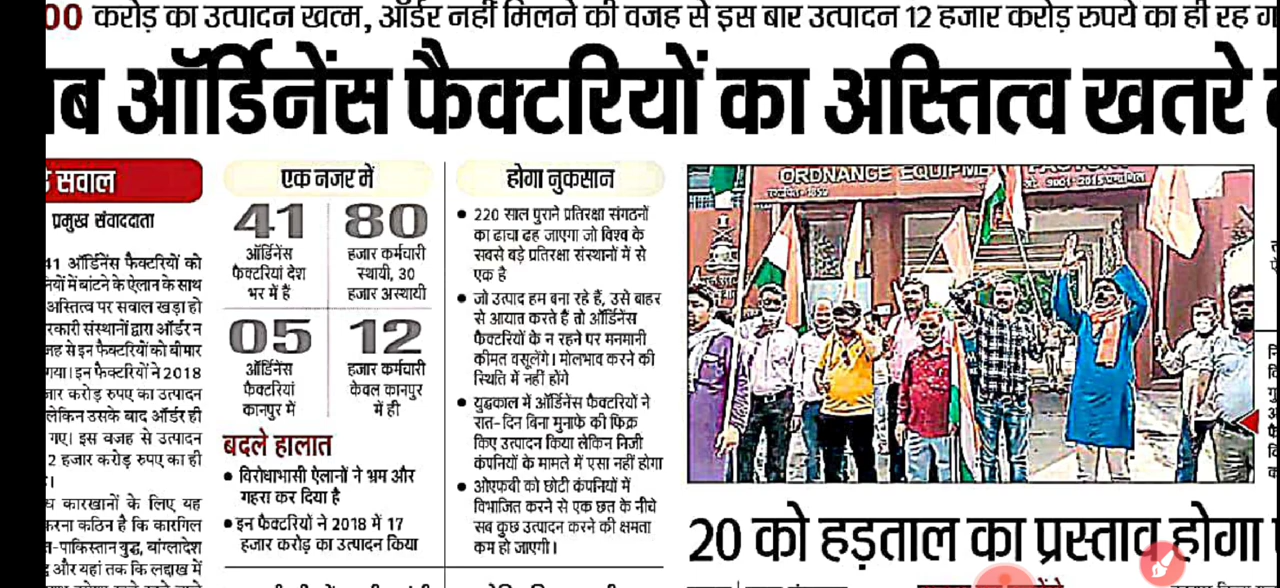 00 करोड़ का उत्पादन खत्म, ऑर्डर नहीं मिलने की वजह से इस बार उत्पादन 12 हजार करोड़ रुपये का ही रह
ऑर्डिनेंस फैक्टरियों का अस्तित्व खतरे
सवाल
प्रमुख संवाददाता
41 ऑर्डिनेंस फैक्टरियों को
में बांटने के ऐलान के साथ
अस्तित्व पर सवाल खड़ा हो
संस्थानों द्वारा ऑर्डर न
से इन फैक्टरियों को बीमार
गया। इन फैक्टरियों ने 2018
करोड़ रुपए का उत्पादन
लेकिन उसके बाद ऑर्डर ही
गए। इस वजह से उत्पादन
2 हजार करोड़ रुपए का ही
कारखानों के लिए यह
करना कठिन है कि कारगिल
-पाकिस्तान युद्ध, बांग्लादेश
और यहां तक कि लद्दाख में
एक नजर में
41
ऑर्डिनेंस
फैक्टरियां देश
भर में हैं
80
हजार कर्मचारी
स्थायी, 30
हजार अस्थायी
05
ऑर्डिनेंस
फैक्टरियां
कानपुर में
12
हजार कर्मचारी
केवल कानपुर
में ही
बदले हालात
● विरोधाभासी ऐलानों ने भ्रम और
गहरा कर दिया है
● इन फैक्टरियों ने 2018 में 17
हजार करोड़ का उत्पादन किया
होगा नुकसान
● 220 साल पुराने प्रतिरक्षा संगठनों
का ढाचा ढह जाएगा जो विश्व के
सबसे बड़े प्रतिरक्षा संस्थानों में से
एक है
● जो उत्पाद हम बना रहे हैं, उसे बाहर
से आयात करते हैं तो ऑर्डिनेंस
फैक्टरियों के न रहने पर मनमानी
कीमत वसूलेंगे। मोलभाव करने की
स्थिति में नहीं होंगे
● युद्धकाल में ऑर्डिनेंस फैक्टरियों ने
रात-दिन बिना मुनाफे की फिक्र
किए उत्पादन किया लेकिन निजी
कंपनियों के मामले में एसा नहीं होगा
● ओएफबी को छोटी कंपनियों में
विभाजित करने से एक छत के नीचे
सब कुछ उत्पादन करने की क्षमता
कम हो जाएगी।
ORDNANCE EQUIPMENT
9001-2015
20 को हड़ताल का प्रस्ताव होगा